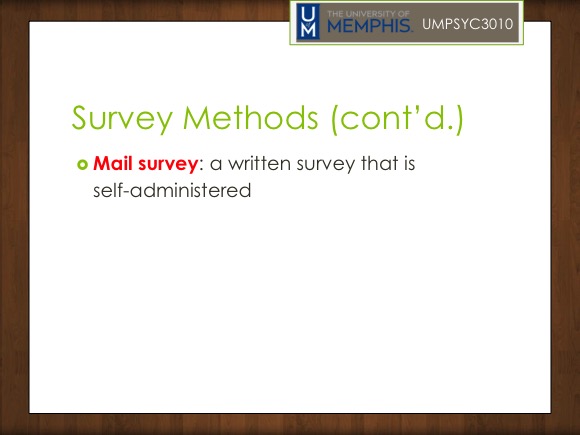 UM
THE UNIVERSITY OF
MEMPHIS.
UMPSYC3010
Survey Methods (cont’d.)
Mail survey: a written survey that is
self-administered